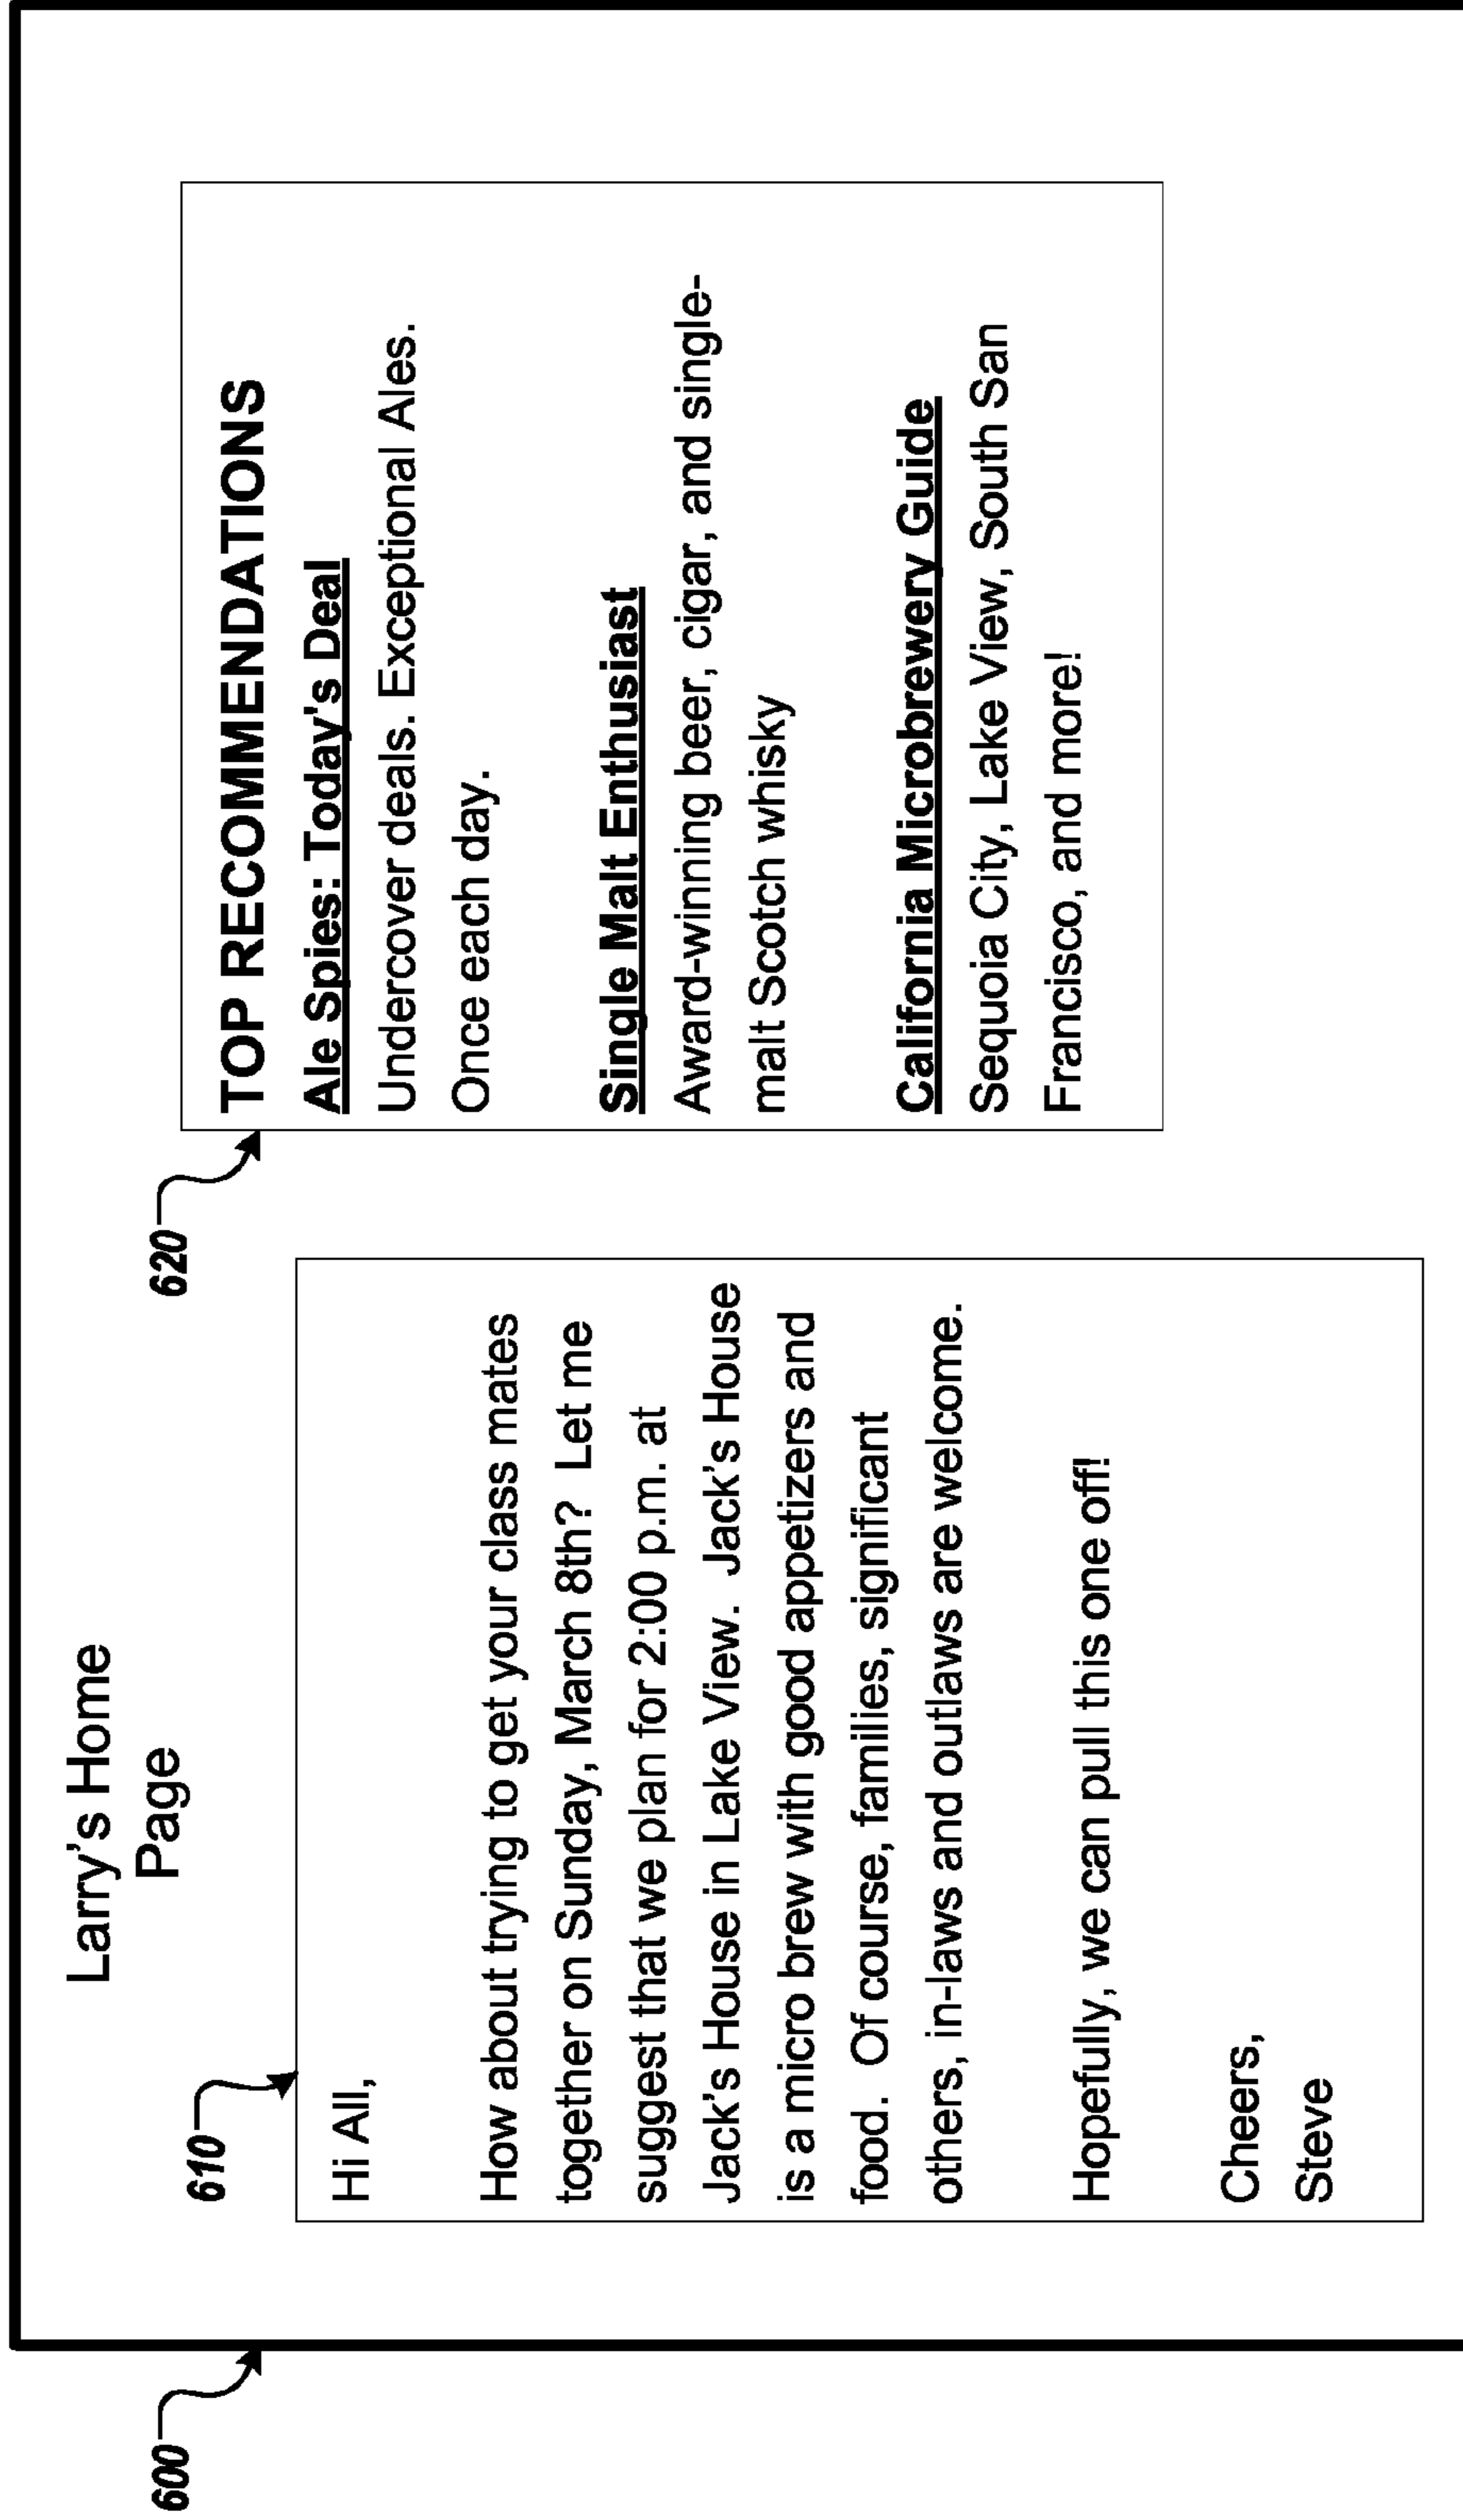 600
Larry's Home
Page
610
Hi All,
How about trying to get your class mates
together on Sunday, March 8th?  Let me
suggest that we plan for 2:00 p.m. at
Jack's House in Lake View.  Jack's House
is a micro brew with good appetizers and
food.  Of course, families, significant
others, in-laws and outlaws are welcome.
Hopefully, we can pull this one off!
Cheers,
Steve
620
TOP RECOMMENDATIONS
Ale Spies: Today's Deal
Undercover deals. Exceptional Ales.
Once each day.
Single Malt Enthusiast
Award-winning beer, cigar, and single-
malt Scotch whisky
California Microbrewery Guide
Sequoia City, Lake View, South San
Francisco, and more!